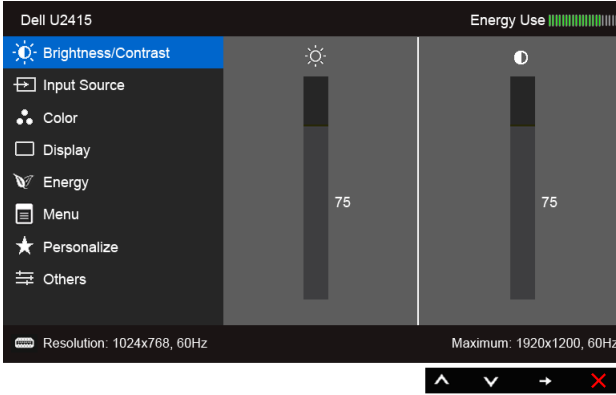 Dell U2415
Energy Use
Brightness/Contrast
Input Source
Color
Display
Energy
Menu
Personalize
Others
75
75
Resolution: 1024x768, 60Hz
Maximum: 1920x1200, 60Hz